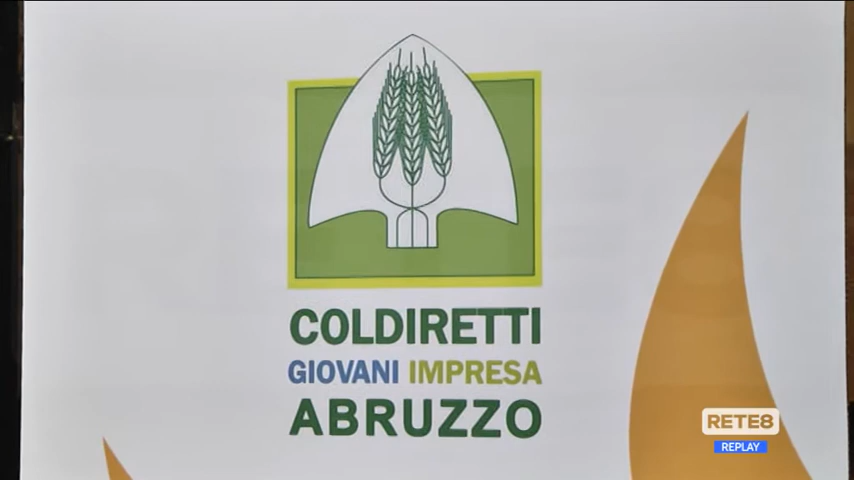 COLDIRETTI
GIOVANI IMPRESA
ABRUZZO
RETE8
REPLAY